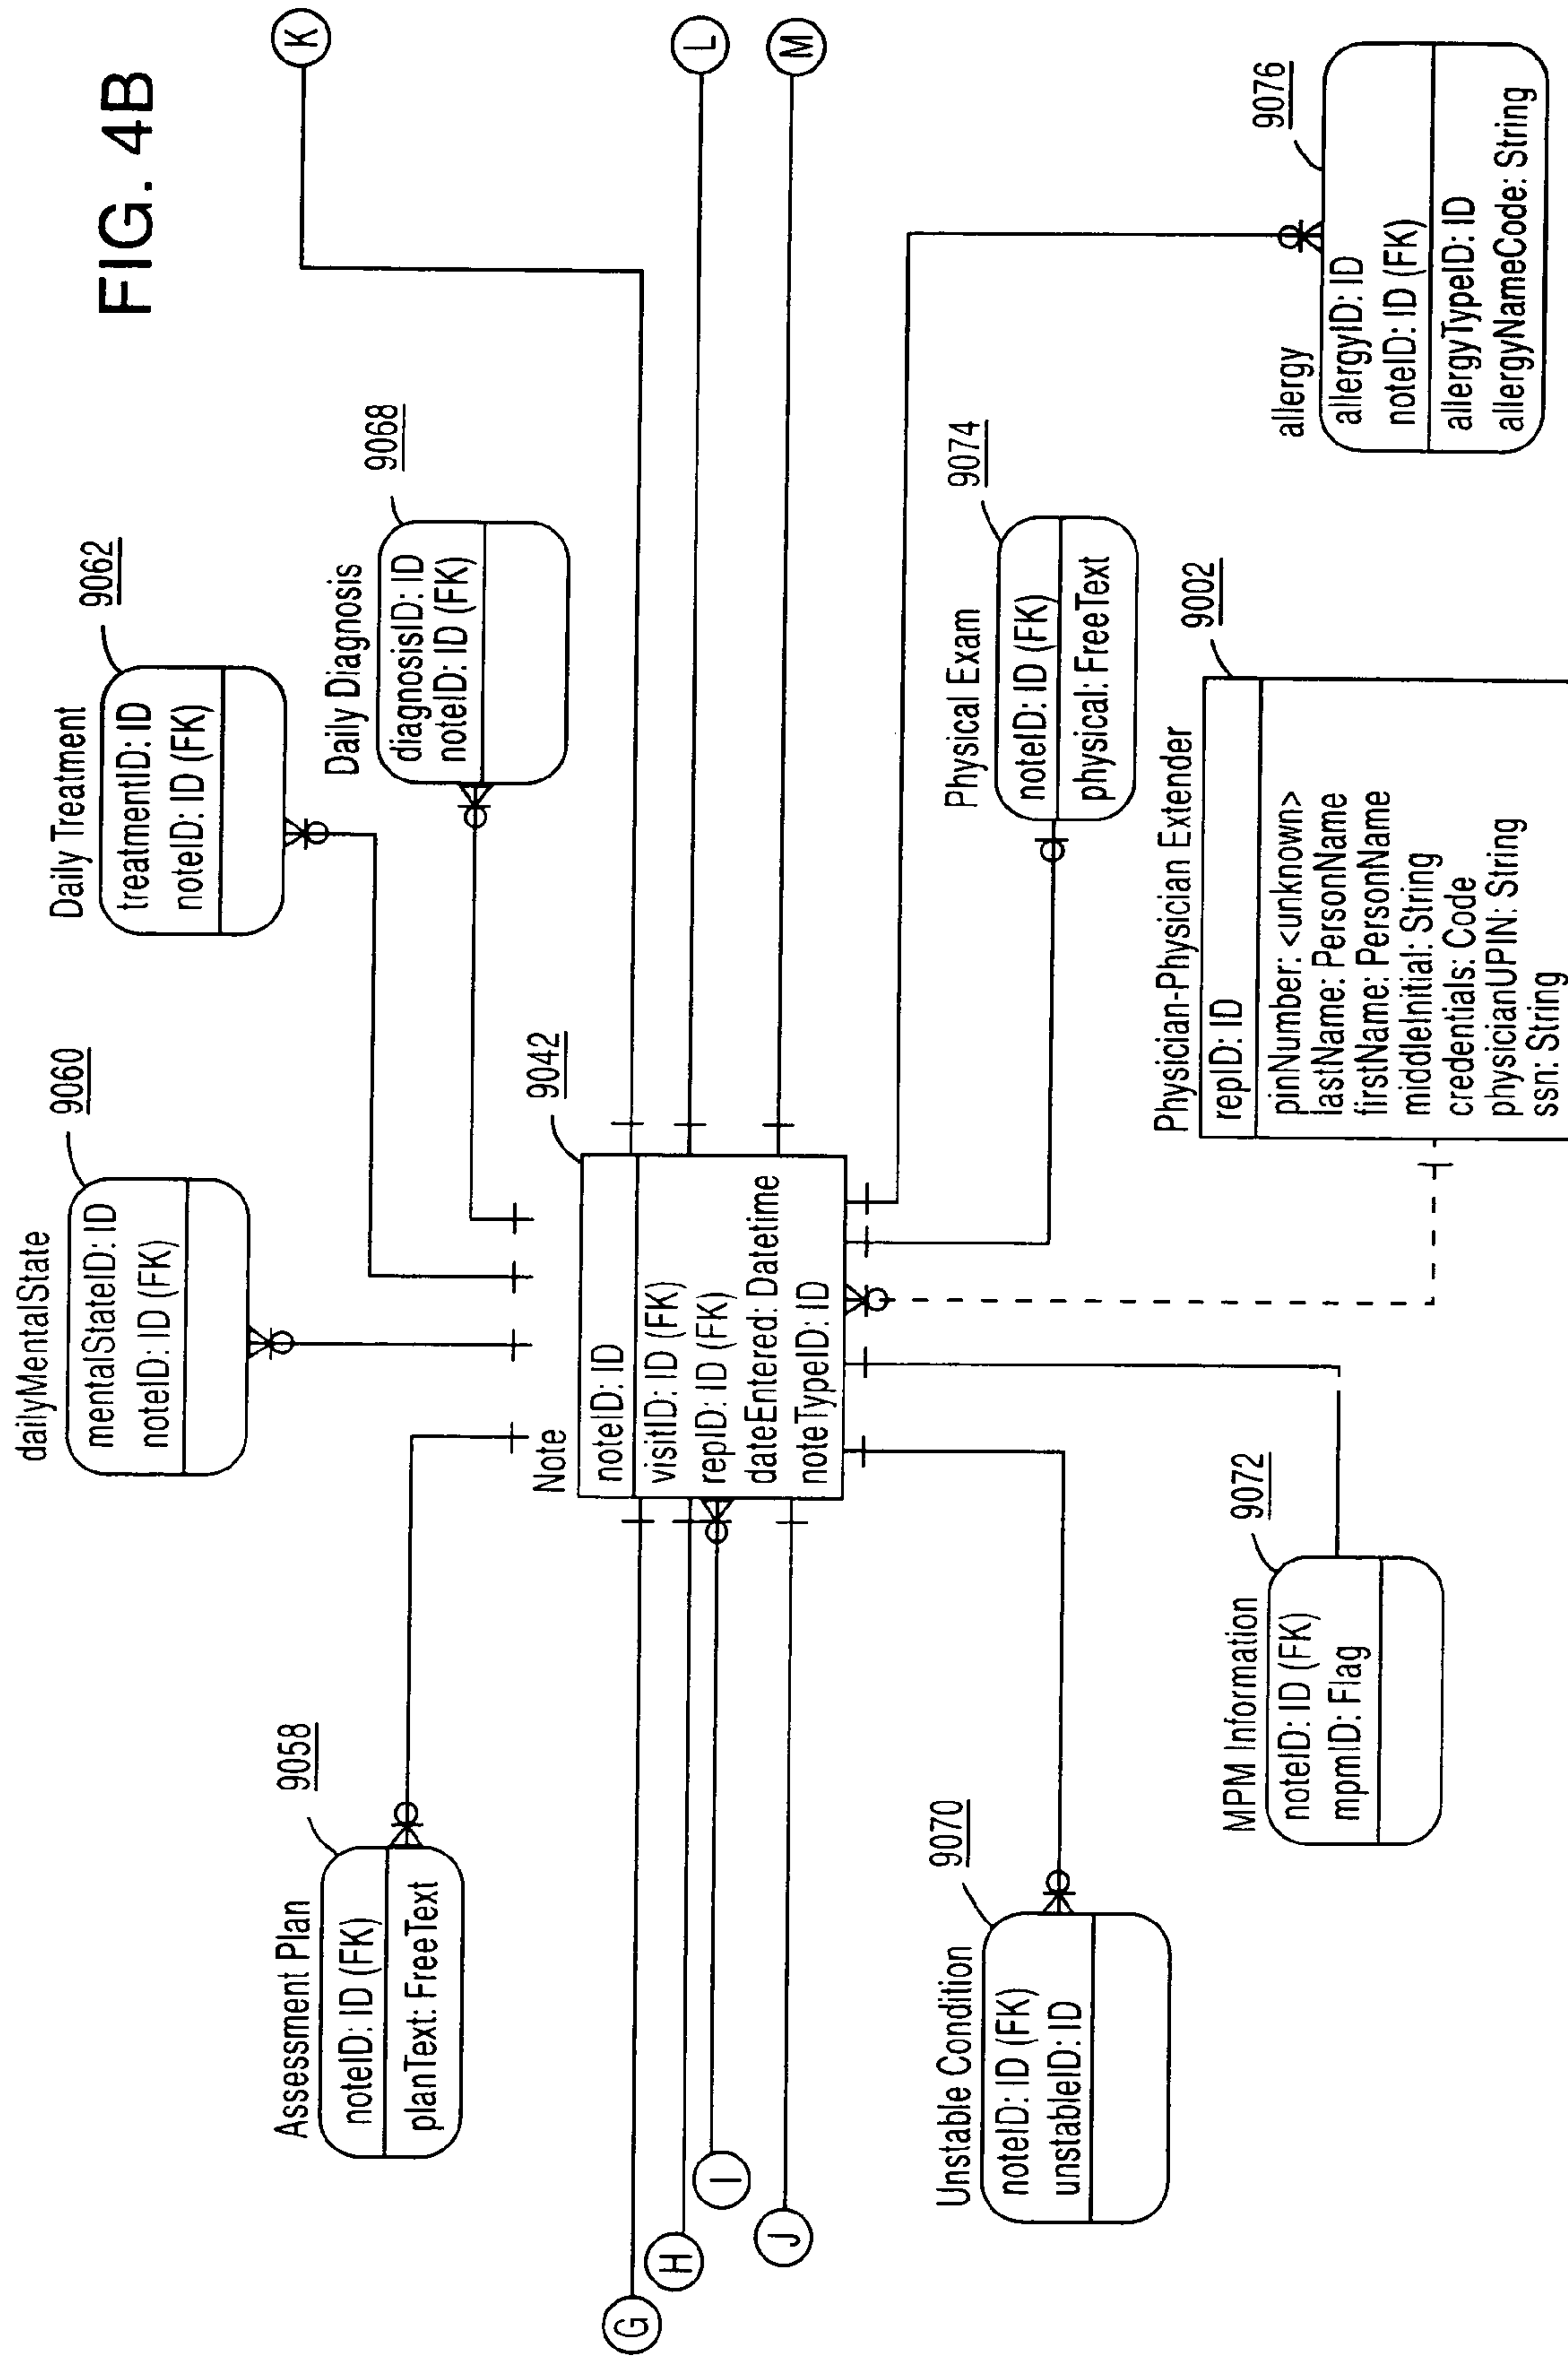 FIG. 4B
dailyMentalState
9060
mentalStateID: ID
noteID: ID (FK)
Daily Treatment
9062
treatmentID: ID
noteID: ID (FK)
Assessment Plan
9058
noteID: ID (FK)
planText: FreeText
Daily Diagnosis
9068
diagnosisID: ID
noteID: ID (FK)
K
Note
9042
noteID: ID
visitID: ID (FK)
repID: ID (FK)
dateEntered: Datetime
noteTypeID: ID
G
H
I
J
L
M
Unstable Condition
9070
noteID: ID (FK)
unstableID: ID
Physical Exam
9074
noteID: ID (FK)
physical: FreeText
MPM Information
9072
noteID: ID (FK)
mpmID: Flag
Physician-Physician Extender
9002
repID: ID
pinNumber: <unknown>
lastName: PersonName
firstName: PersonName
middleInitial: String
credentials: Code
physicianUPIN: String
ssn: String
allergy
9076
allergyID: ID
noteID: ID (FK)
allergyTypeID: ID
allergyNameCode: String